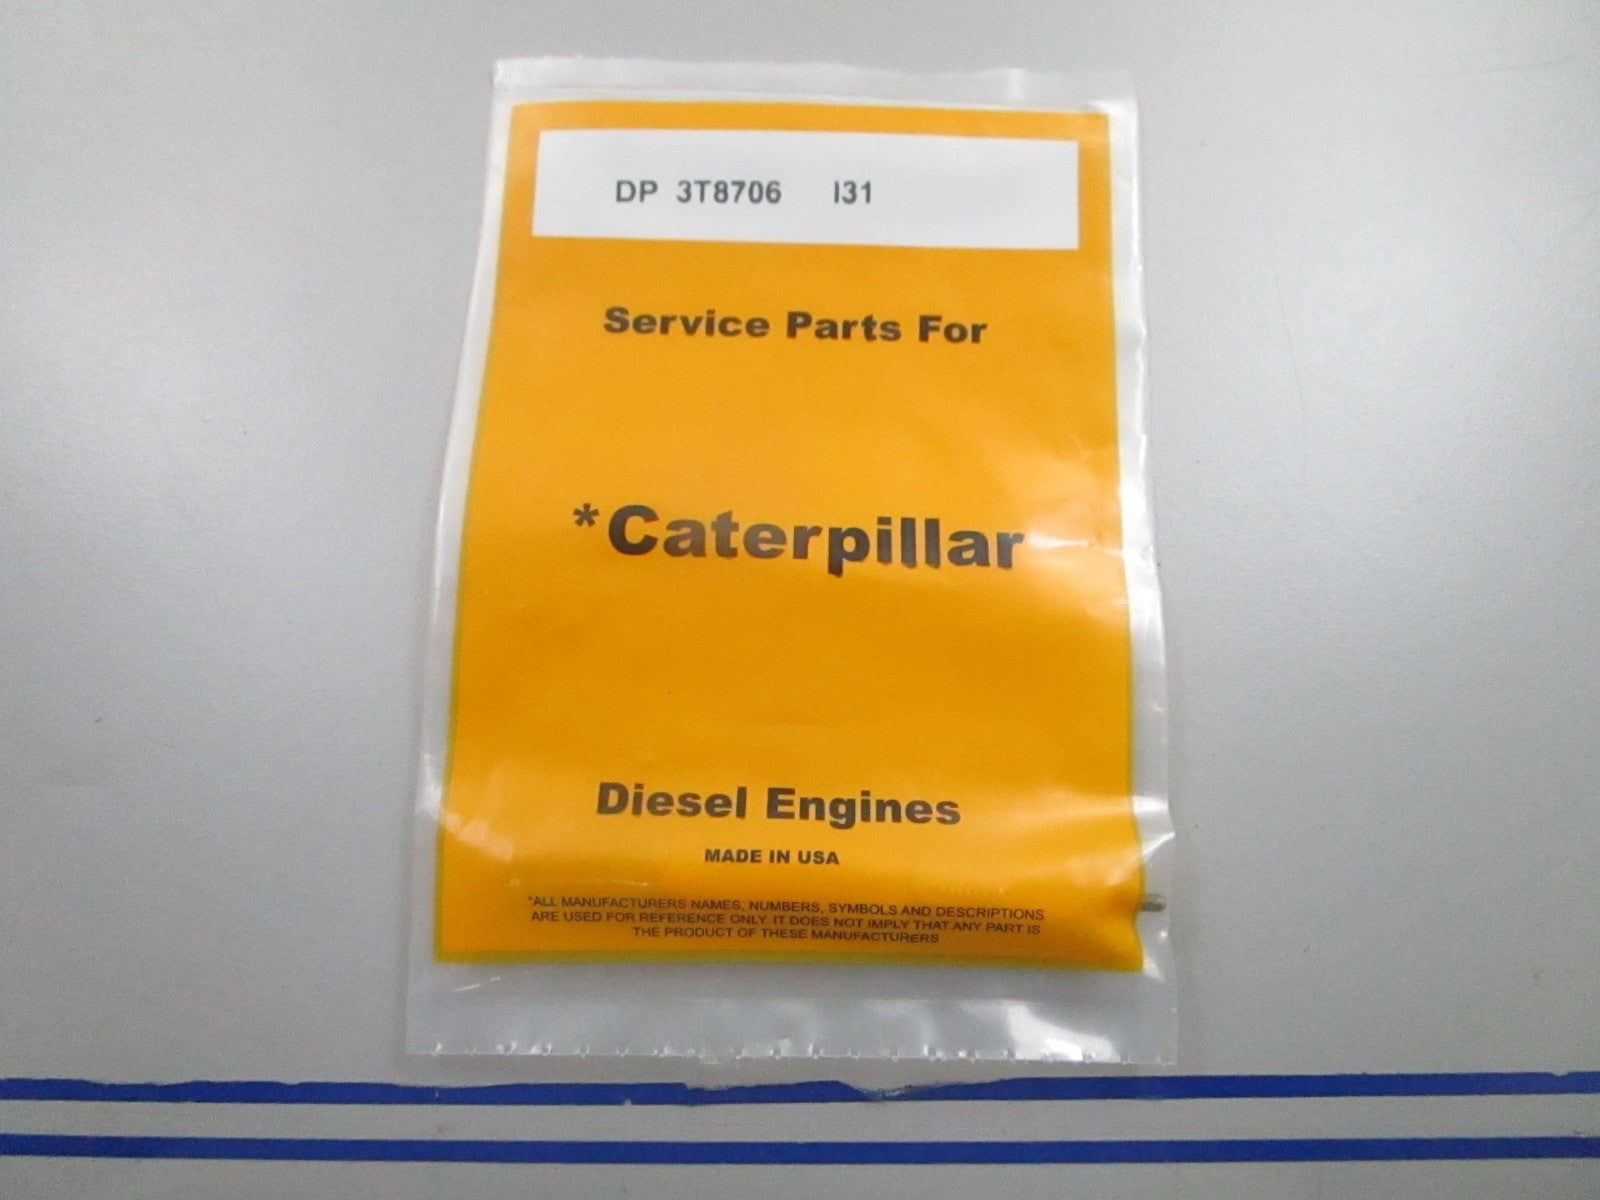 DP 3T8706 I31
Service Parts For
*Caterpillar
Diesel Engines
MADE IN USA
*ALL MANUFACTURERS NAMES, NUMBERS, SYMBOLS AND DESCRIPTIONS
ARE USED FOR REFERENCE ONLY, IT DOES NOT IMPLY THAT ANY PART IS
THE PRODUCT OF THESE MANUFACTURERS